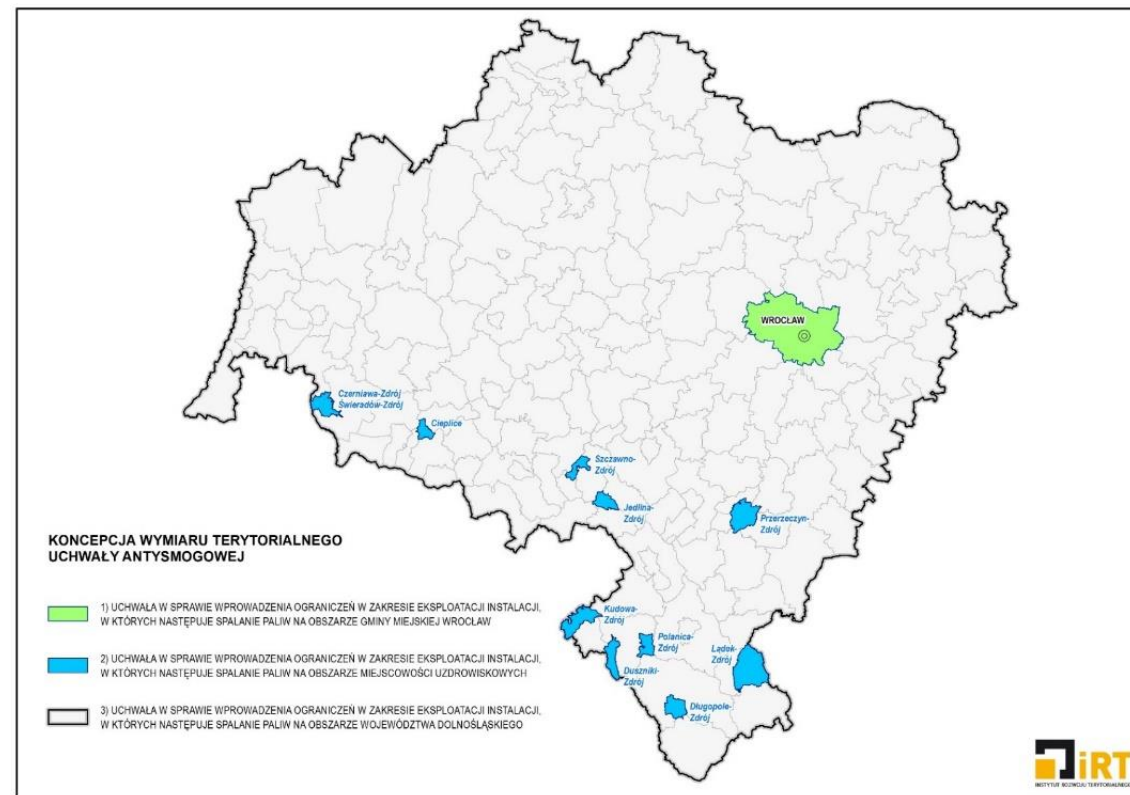 WROCŁAW
Czerniawa-Zdrój
Świeradów-Zdrój
Cieplice
Szczawno-
Zdrój
Jedlina-
Zdrój
Przerzeczyn-
Zdrój
KONCEPCJA WYMIARU TERYTORIALNEGO
UCHWAŁY ANTYSMOGOWEJ
1) UCHWAŁA W SPRAWIE WPROWADZENIA OGRANICZEŃ W ZAKRESIE EKSPLOATACJI INSTALACJI,
W KTÓRYCH NASTĘPUJE SPALANIE PALIW NA OBSZARZE GMINY MIEJSKIEJ WROCŁAW
2) UCHWAŁA W SPRAWIE WPROWADZENIA OGRANICZEŃ W ZAKRESIE EKSPLOATACJI INSTALACJI,
W KTÓRYCH NASTĘPUJE SPALANIE PALIW NA OBSZARZE MIEJSCOWOŚCI UZDROWISKOWYCH
3) UCHWAŁA W SPRAWIE WPROWADZENIA OGRANICZEŃ W ZAKRESIE EKSPLOATACJI INSTALACJI,
W KTÓRYCH NASTĘPUJE SPALANIE PALIW NA OBSZARZE WOJEWÓDZTWA DOLNOŚLĄSKIEGO
Kudowa-
Zdrój
Polanica-
Zdrój
Lądek-
Zdrój
Duszniki-
Zdrój
Długopole-
Zdrój
iRT
INSTYTUT ROZWOJU TERYTORIALNEGO